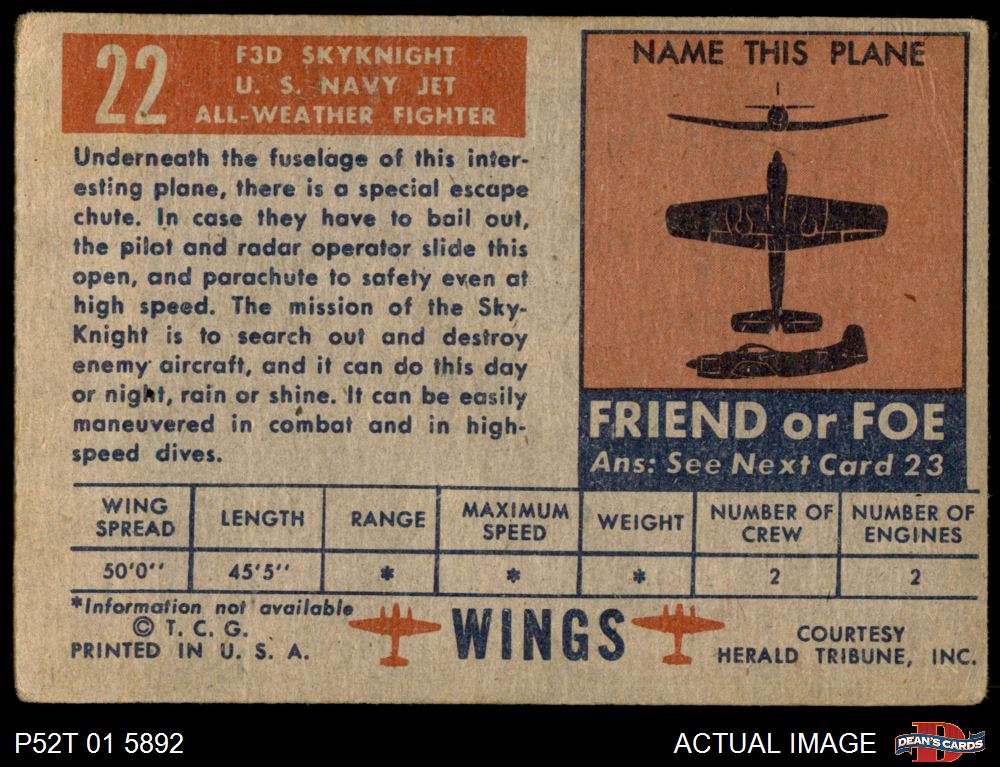 22
F3D SKYKNIGHT
U. S. NAVY JET
ALL-WEATHER FIGHTER
Underneath the fuselage of this inter-
esting plane, there is a special escape
chute. In case they have to bail out,
the pilot and radar operator slide this
open, and parachute to safety even at
high speed. The mission of the Sky-
Knight is to search out and destroy
enemy aircraft, and it can do this day
or night, rain or shine. It can be easily
maneuvered in combat and in high-
speed dives.
NAME THIS PLANE
FRIEND or FOE
Ans: See Next Card 23
WING SPREAD LENGTH RANGE MAXIMUM SPEED WEIGHT NUMBER OF CREW NUMBER OF ENGINES
50'0" 45'5" * * * 2 2
*Information not available
© T. C. G.
PRINTED IN U. S. A.
WINGS
COURTESY
HERALD TRIBUNE, INC.
P52T 01 5892
ACTUAL IMAGE
D
DEAN'S CARDS